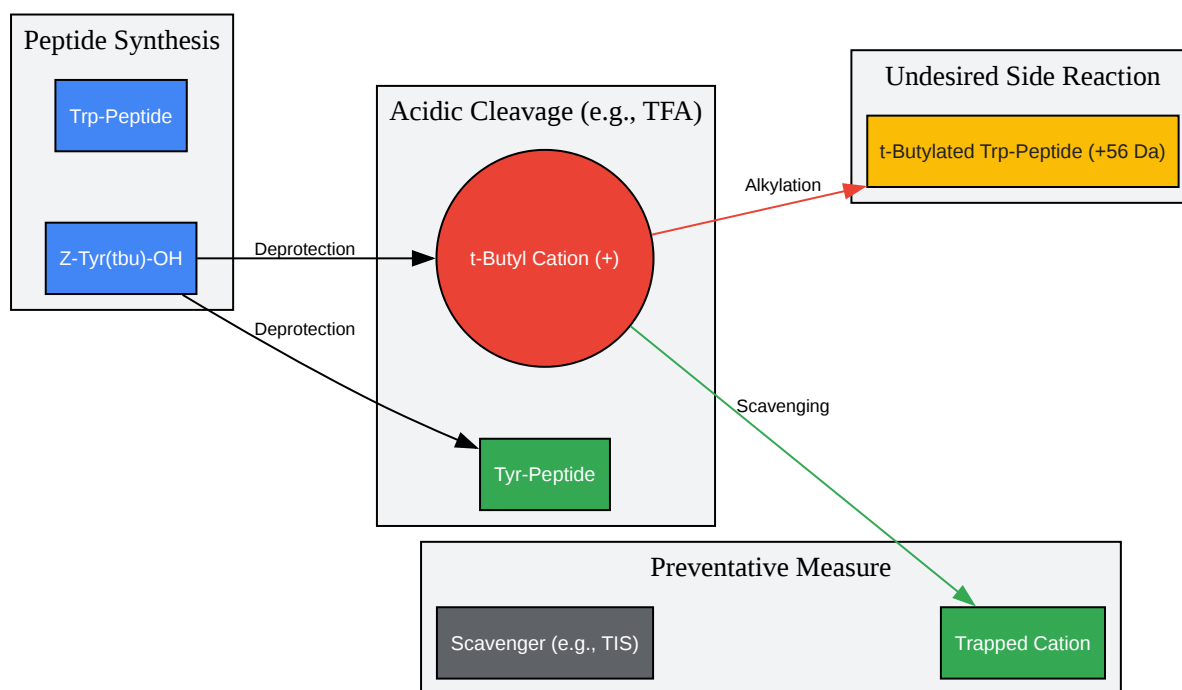 Peptide Synthesis
Trp-Peptide
Z-Tyr(tbu)-OH
Deprotection
Deprotection
Acidic Cleavage (e.g., TFA)
t-Butyl Cation (+)
Tyr-Peptide
Alkylation
Scavenging
Undesired Side Reaction
t-Butylated Trp-Peptide (+56 Da)
Preventative Measure
Scavenger (e.g., TIS)
Trapped Cation